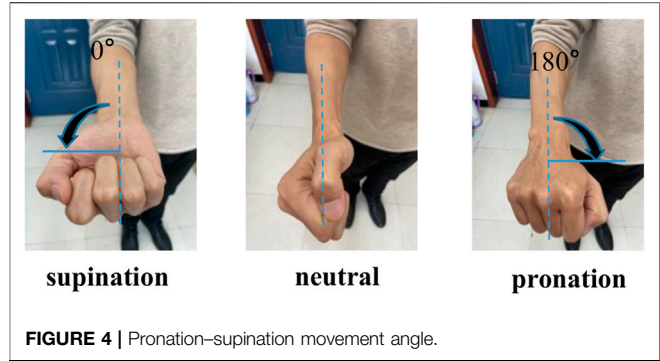 0°
180°
supination
neutral
pronation
FIGURE 4 | Pronation–supination movement angle.